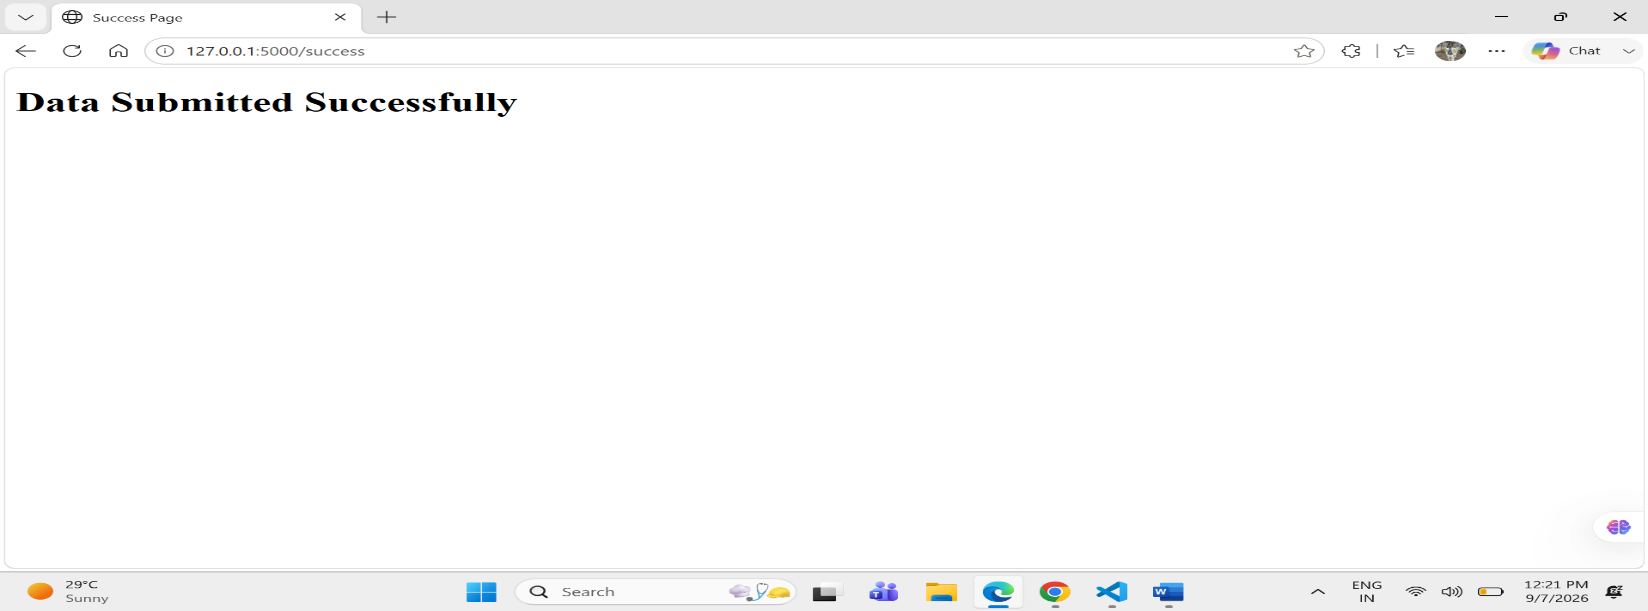 Success Page
127.0.0.1:5000/success
Chat
Data Submitted Successfully
29°C
Sunny
Search
ENG
IN
12:21 PM
9/7/2026